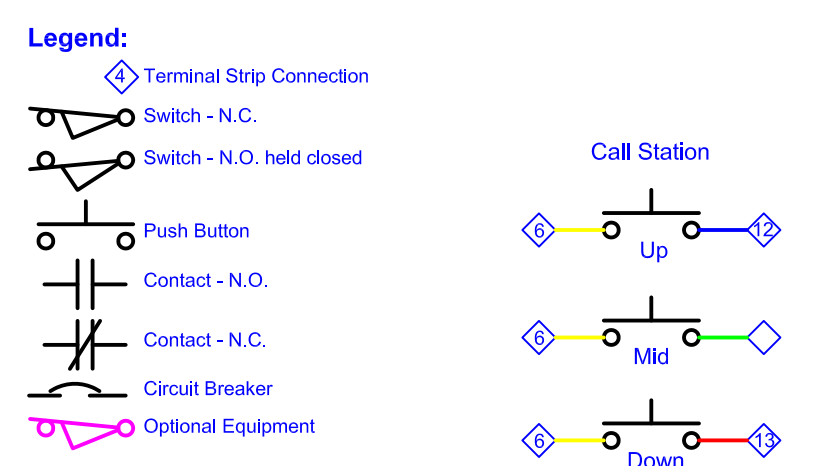 Legend:
4 Terminal Strip Connection
Switch - N.C.
Switch - N.O. held closed
Push Button
Contact - N.O.
Contact - N.C.
Circuit Breaker
Optional Equipment
Call Station
6 12
Up
6
Mid
6 13
Down